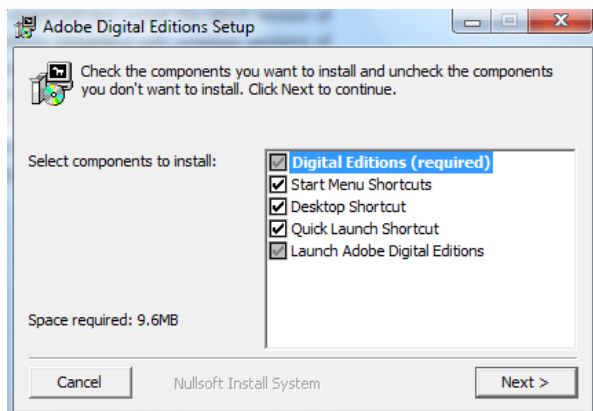 Adobe Digital Editions Setup
Check the components you want to install and uncheck the components
you don't want to install. Click Next to continue.
Select components to install:
Digital Editions (required)
Start Menu Shortcuts
Desktop Shortcut
Quick Launch Shortcut
Launch Adobe Digital Editions
Space required: 9.6MB
Cancel
Nullsoft Install System
Next >